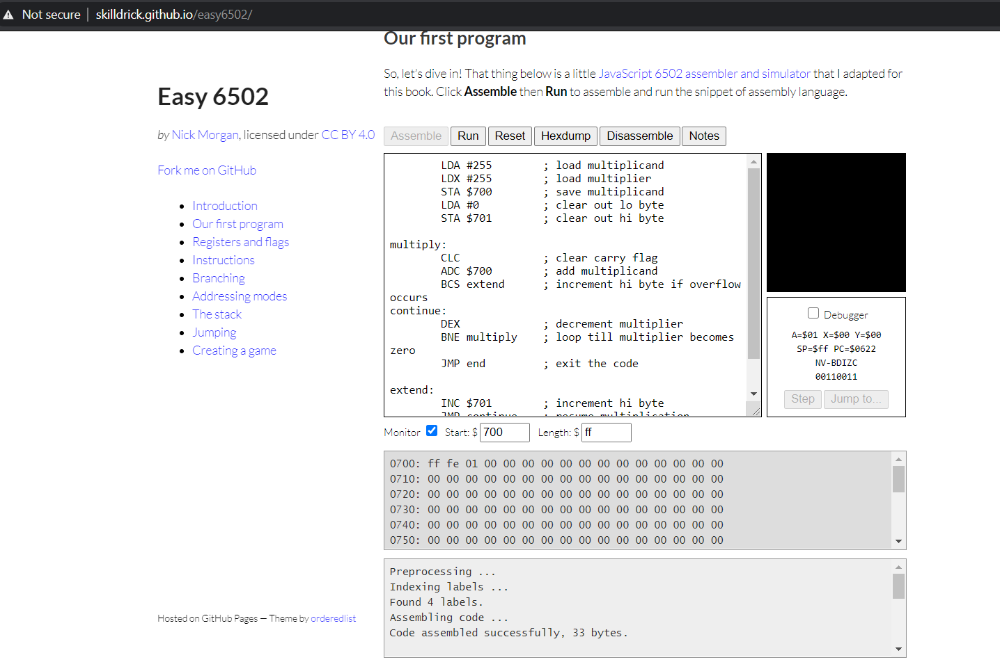 Not secure | skilldrick.github.io/easy6502/
Easy 6502
by Nick Morgan, licensed under CC BY 4.0
Fork me on GitHub
Introduction
Our first program
Registers and flags
Instructions
Branching
Addressing modes
The stack
Jumping
Creating a game
Hosted on GitHub Pages — Theme by orderedlist
Our first program
So, let's dive in! That thing below is a little JavaScript 6502 assembler and simulator that I adapted for
this book. Click Assemble then Run to assemble and run the snippet of assembly language.
Assemble Run Reset Hexdump Disassemble Notes
LDA #255 ; load multiplicand
LDX #255 ; load multiplier
STA $700 ; save multiplicand
LDA #0 ; clear out lo byte
STA $701 ; clear out hi byte
multiply:
CLC ; clear carry flag
ADC $700 ; add multiplicand
BCS extend ; increment hi byte if overflow
occurs
continue:
DEX ; decrement multiplier
BNE multiply ; loop till multiplier becomes
zero
JMP end ; exit the code
extend:
INC $701 ; increment hi byte
JMP continue ; resume multiplication
Debugger
A=$01 X=$00 Y=$00
SP=$ff PC=$0622
NV-BDIZC
00110011
Step Jump to...
Monitor Start: $ 700 Length: $ ff
0700: ff fe 01 00 00 00 00 00 00 00 00 00 00 00 00 00
0710: 00 00 00 00 00 00 00 00 00 00 00 00 00 00 00 00
0720: 00 00 00 00 00 00 00 00 00 00 00 00 00 00 00 00
0730: 00 00 00 00 00 00 00 00 00 00 00 00 00 00 00 00
0740: 00 00 00 00 00 00 00 00 00 00 00 00 00 00 00 00
0750: 00 00 00 00 00 00 00 00 00 00 00 00 00 00 00 00
Preprocessing ...
Indexing labels ...
Found 4 labels.
Assembling code ...
Code assembled successfully, 33 bytes.